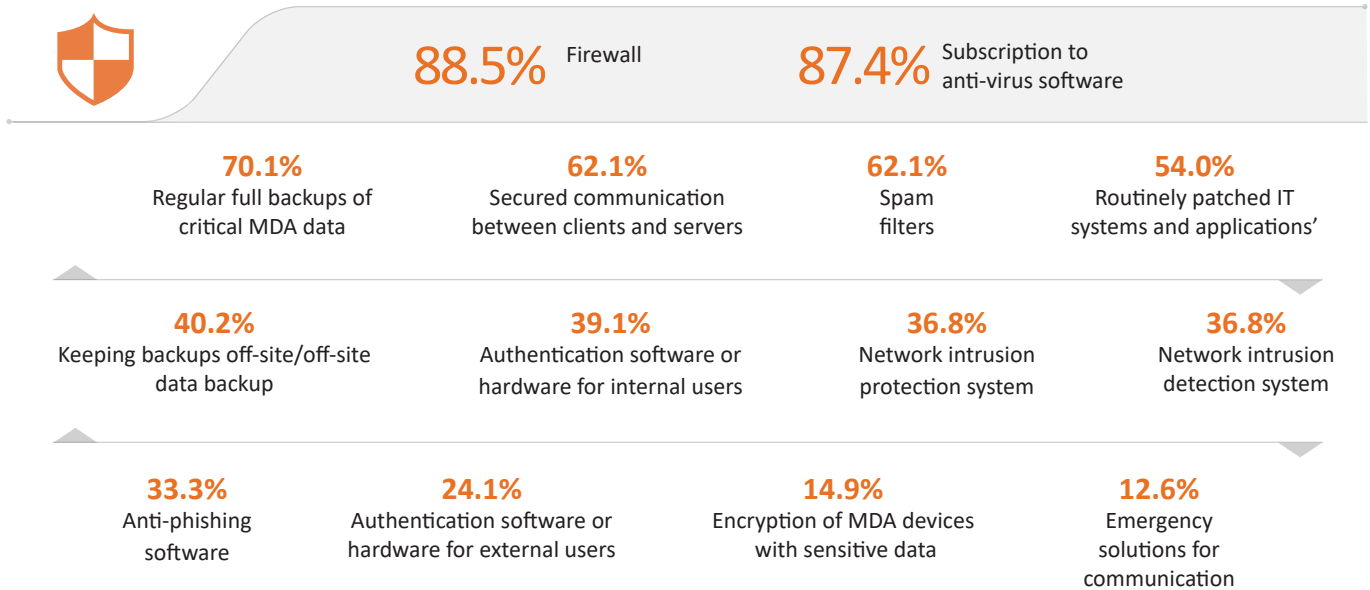 88.5% Firewall
87.4% Subscription to
anti-virus software
70.1%
Regular full backups of
critical MDA data
62.1%
Secured communication
between clients and servers
62.1%
Spam
filters
54.0%
Routinely patched IT
systems and applications’
40.2%
Keeping backups off-site/off-site
data backup
39.1%
Authentication software or
hardware for internal users
36.8%
Network intrusion
protection system
36.8%
Network intrusion
detection system
33.3%
Anti-phishing
software
24.1%
Authentication software or
hardware for external users
14.9%
Encryption of MDA devices
with sensitive data
12.6%
Emergency
solutions for
communication